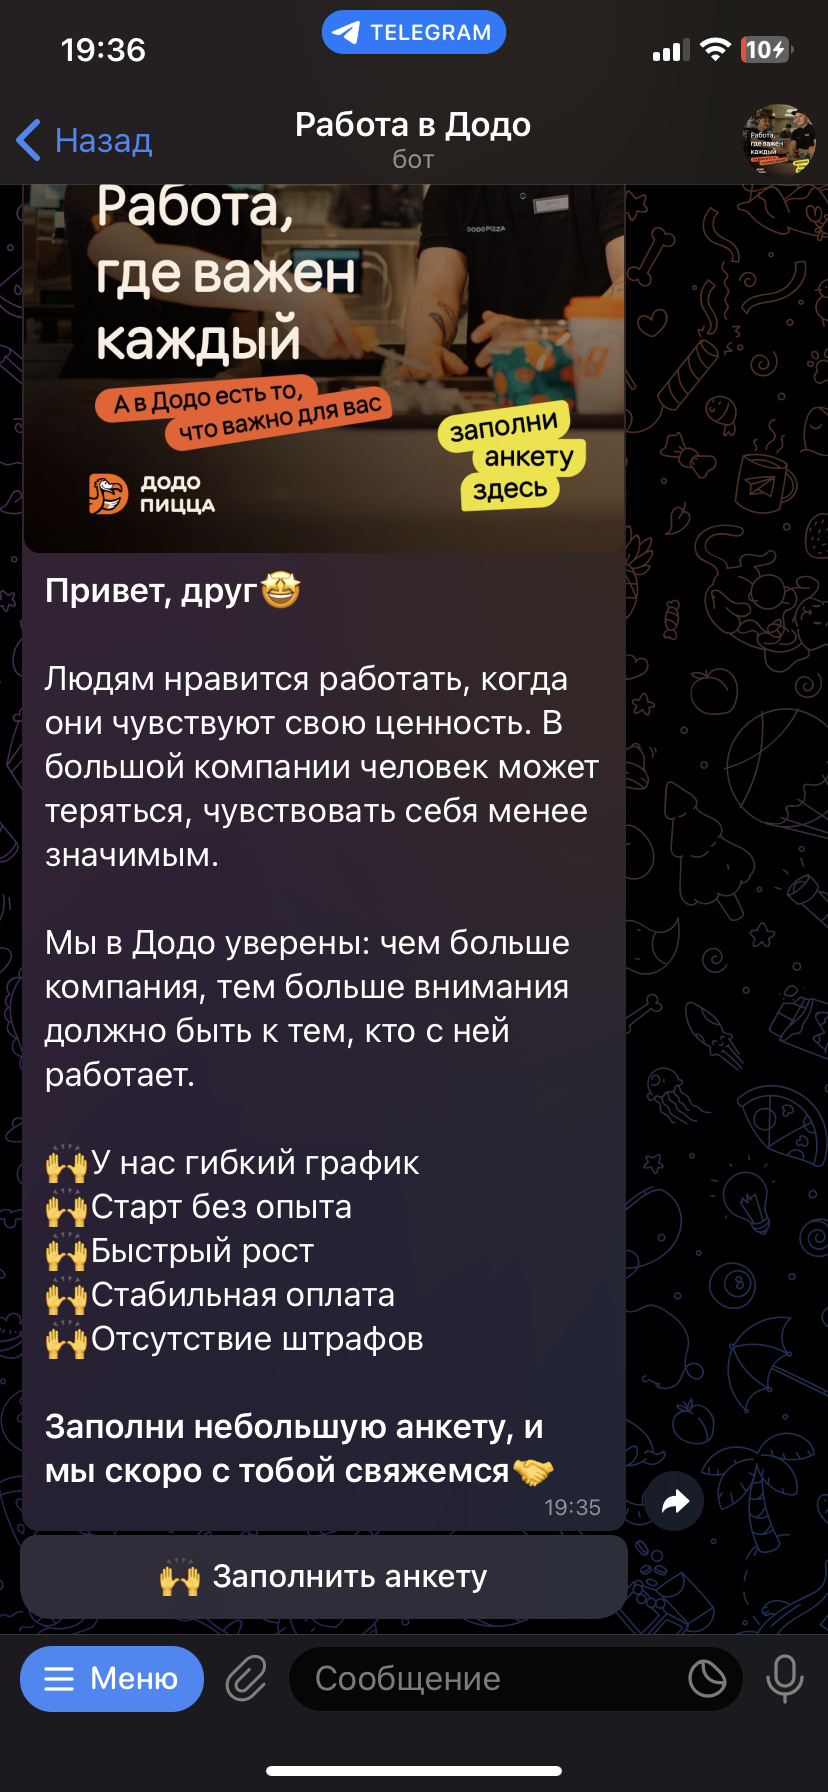 19:36
TELEGRAM
10
Назад
Работа в Додо
бот
Работа,
где важен
каждый
DODO PIZZA
А в Додо есть то,
что важно для вас
заполни
анкету
здесь
ДОДО
ПИЦЦА
Привет, друг🤩
Людям нравится работать, когда
они чувствуют свою ценность. В
большой компании человек может
теряться, чувствовать себя менее
значимым.
Мы в Додо уверены: чем больше
компания, тем больше внимания
должно быть к тем, кто с ней
работает.
🙌У нас гибкий график
🙌Старт без опыта
🙌Быстрый рост
🙌Стабильная оплата
🙌Отсутствие штрафов
Заполни небольшую анкету, и
мы скоро с тобой свяжемся🤝
19:35
🙌 Заполнить анкету
Меню
Сообщение